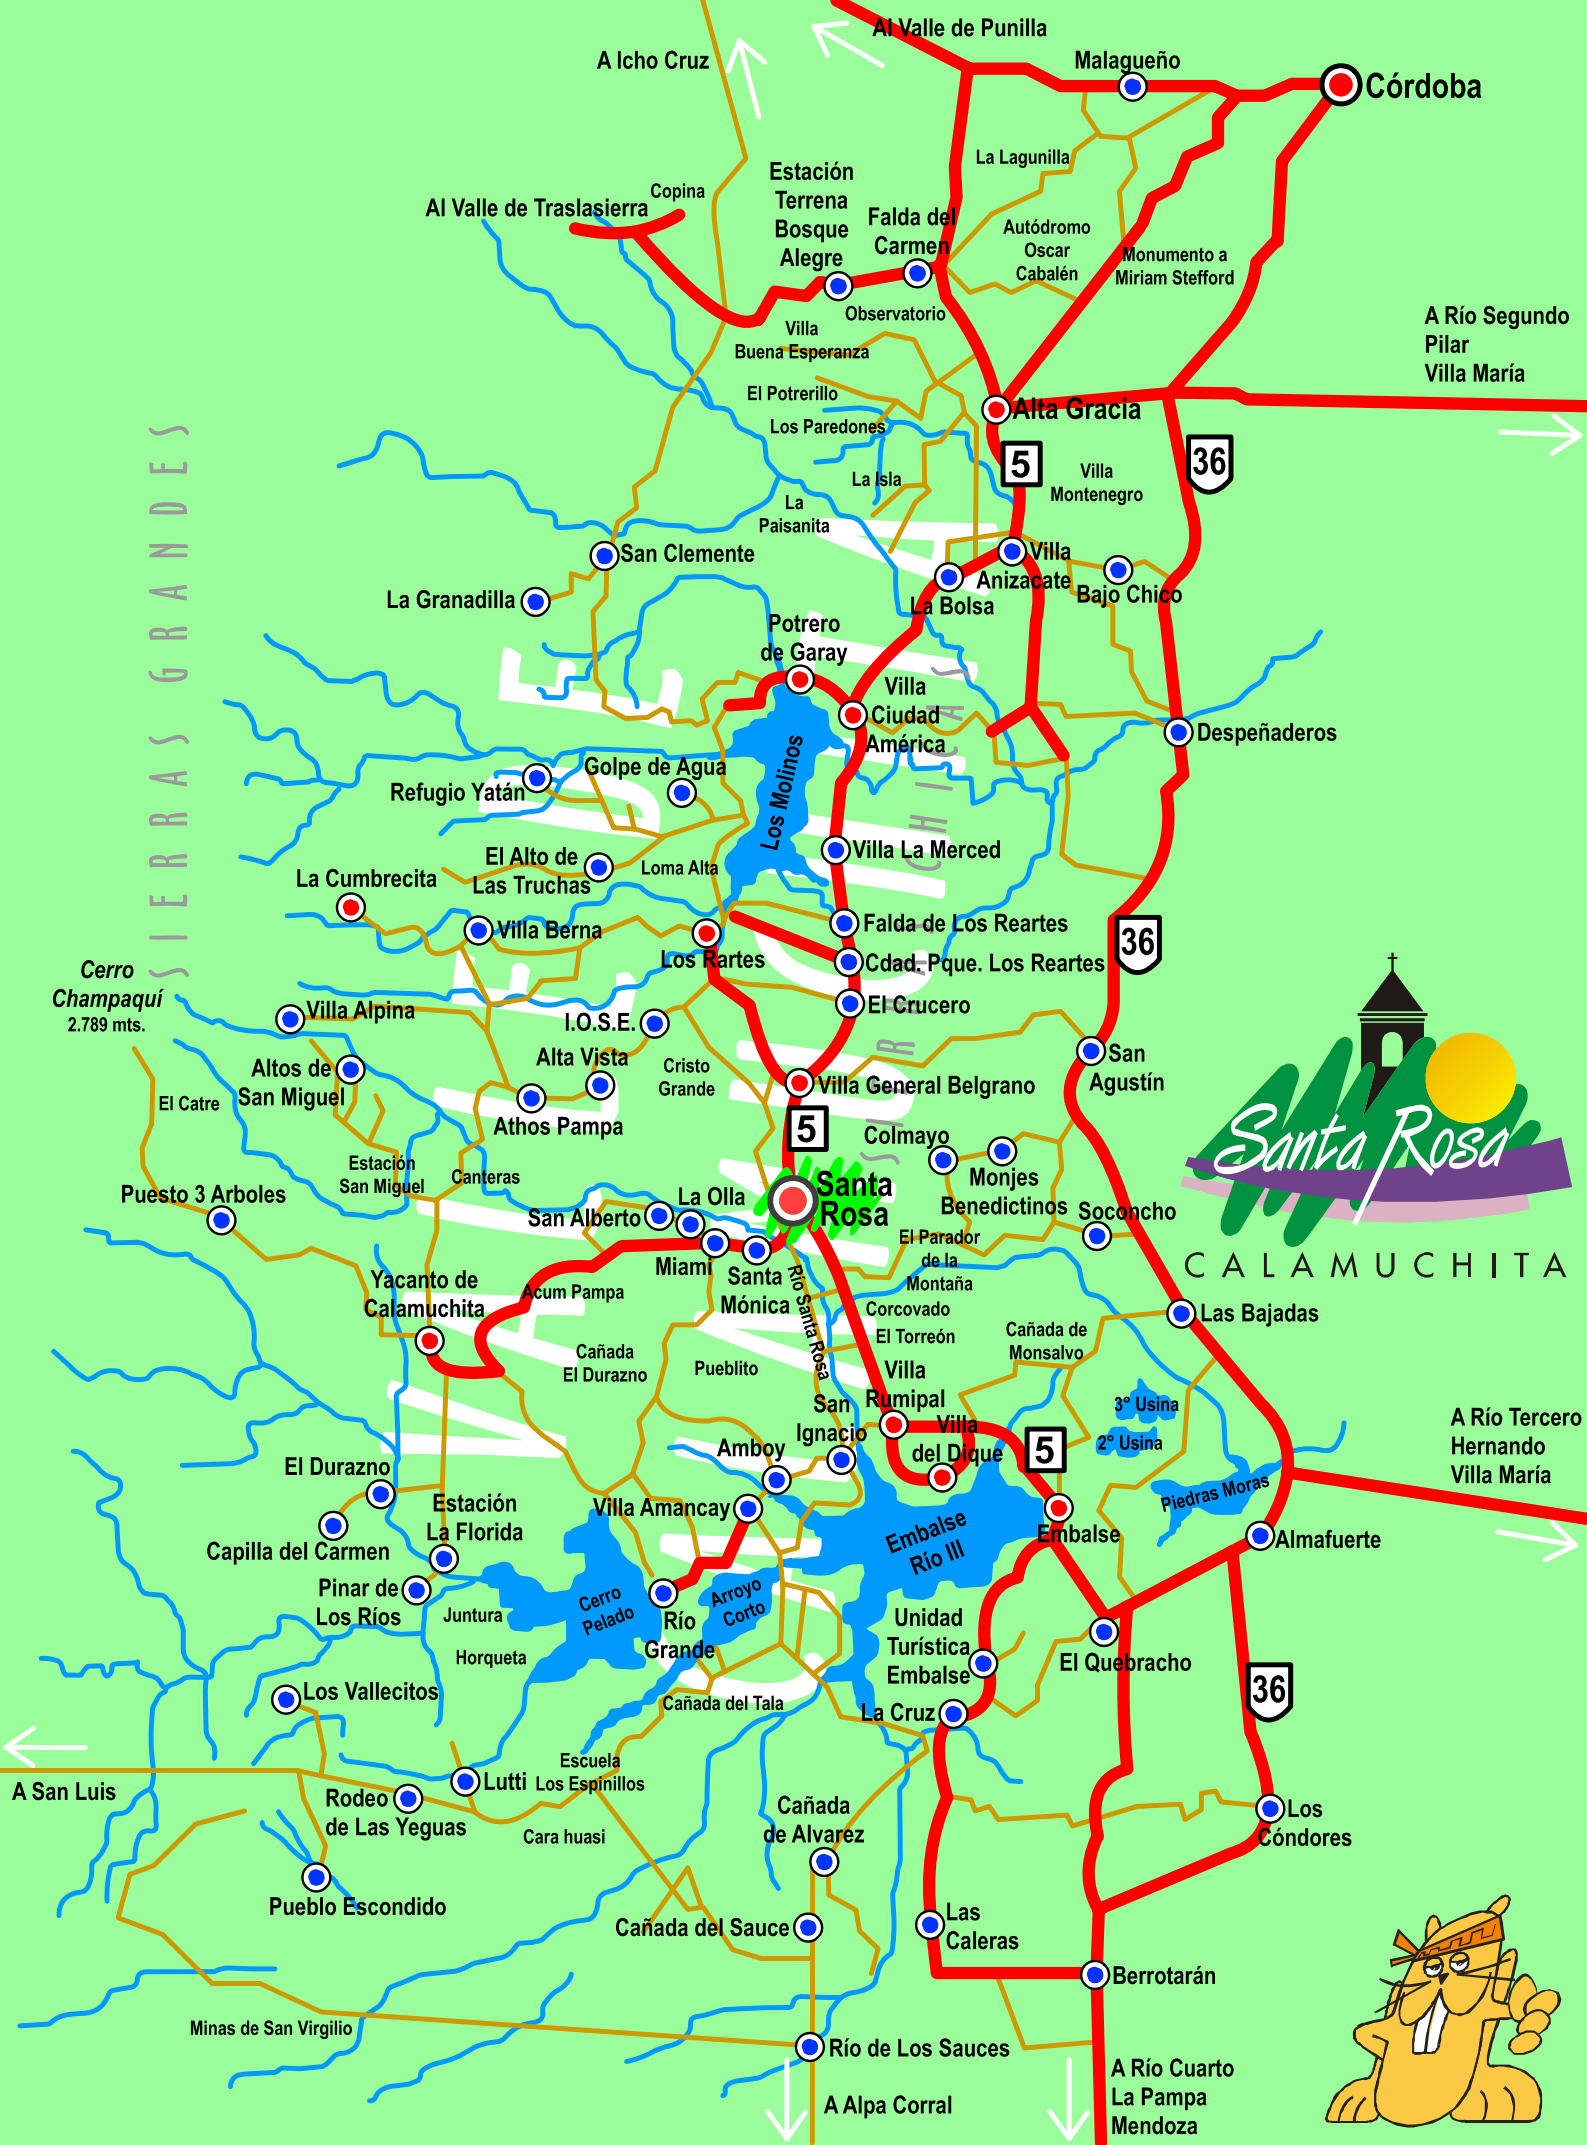 Al Valle de Punilla
A Icho Cruz
Malagueño
Córdoba
La Lagunilla
Estación
Terrena
Bosque
Alegre
Copina
Al Valle de Traslasierra
Falda del
Carmen
Autódromo
Oscar
Cabalén
Monumento a
Miriam Stefford
Observatorio
A Río Segundo
Pilar
Villa María
Villa
Buena Esperanza
El Potrerillo
Alta Gracia
Los Paredones
5
36
Villa
Montenegro
La Isla
La
Paisanita
SIERRAS GRANDES
San Clemente
Villa
Anizacate
La Granadilla
La Bolsa
Bajo Chico
Potrero
de Garay
Villa
Ciudad
América
SIERRAS CHICAS
VALLE DE
CALAMUCHITA
Despeñaderos
Golpe de Agua
Refugio Yatán
Los Molinos
Villa La Merced
El Alto de
Las Truchas
Loma Alta
La Cumbrecita
Villa Berna
Falda de Los Reartes
Los Rartes
Cdad. Pque. Los Reartes
36
Cerro
Champaquí
2.789 mts.
Villa Alpina
I.O.S.E.
El Crucero
Alta Vista
Cristo
Grande
San
Agustín
Altos de
San Miguel
El Catre
Athos Pampa
Villa General Belgrano
5
Colmayo
Monjes
Benedictinos
Estación
San Miguel
Canteras
Santa Rosa
CALAMUCHITA
Puesto 3 Arboles
La Olla
San Alberto
Santa
Rosa
Soconcho
El Parador
de la
Montaña
Miami
Santa
Mónica
Río Santa Rosa
Yacanto de
Calamuchita
Acum Pampa
Corcovado
El Torreón
Las Bajadas
Cañada de
Monsalvo
Cañada
El Durazno
Pueblito
Villa
Rumipal
San
Ignacio
Villa
del Dique
3° Usina
2° Usina
5
A Río Tercero
Hernando
Villa María
Amboy
El Durazno
Estación
La Florida
Villa Amancay
Piedras Moras
Embalse
Río III
Embalse
Almafuerte
Capilla del Carmen
Pinar de
Los Ríos
Juntura
Cerro
Pelado
Arroyo
Corto
Río
Grande
Unidad
Turística
Embalse
El Quebracho
Horqueta
Los Vallecitos
Cañada del Tala
La Cruz
36
A San Luis
Escuela
Los Espinillos
Lutti
Rodeo
de Las Yeguas
Cara huasi
Cañada
de Alvarez
Los
Cóndores
Pueblo Escondido
Cañada del Sauce
Las
Caleras
Berrotarán
Minas de San Virgilio
Río de Los Sauces
A Alpa Corral
A Río Cuarto
La Pampa
Mendoza